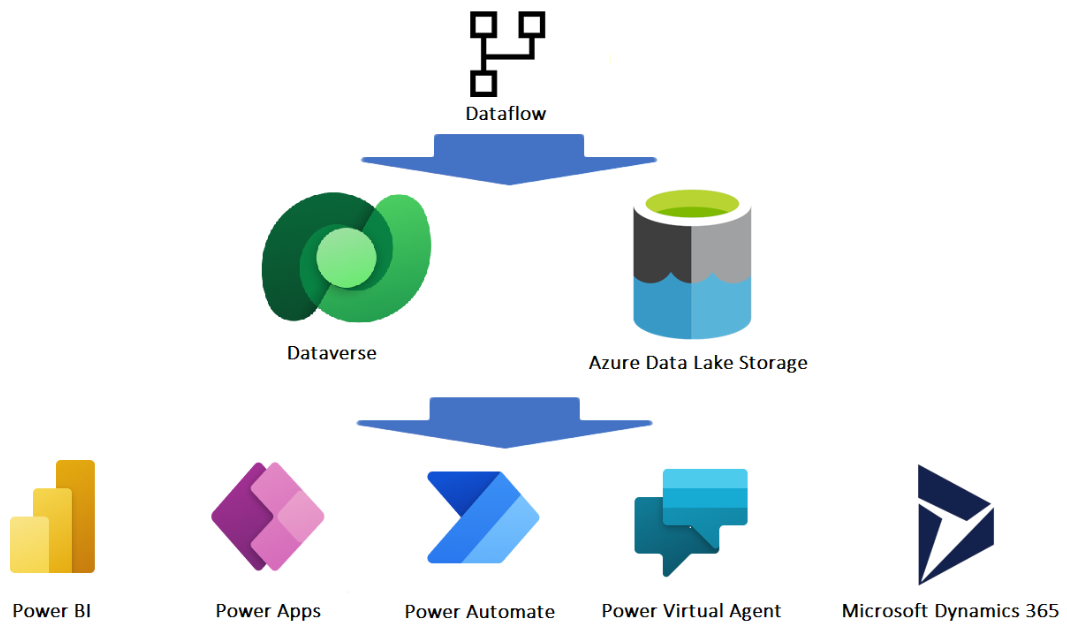 Dataflow
Dataverse
Azure Data Lake Storage
Power BI
Power Apps
Power Automate
Power Virtual Agent
Microsoft Dynamics 365